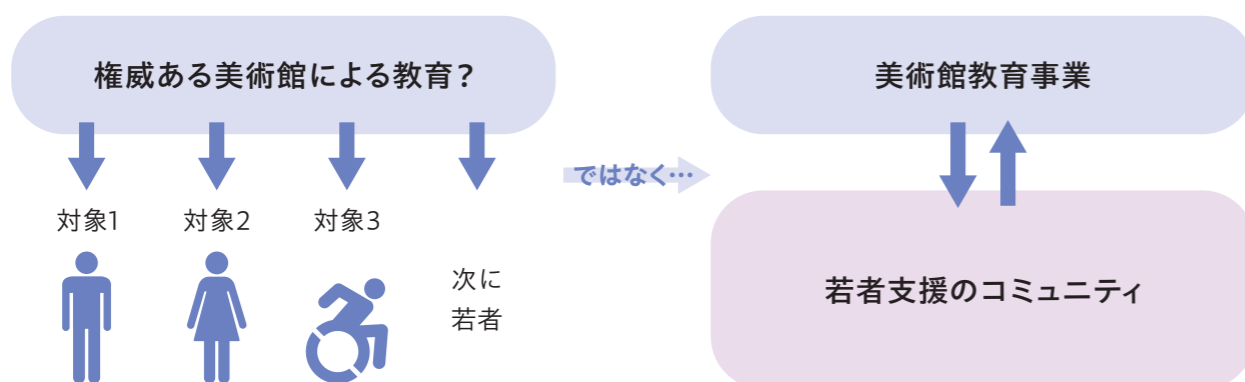 権威ある美術館による教育？
対象1
対象2
対象3
次に
若者
ではなく…
美術館教育事業
若者支援のコミュニティ